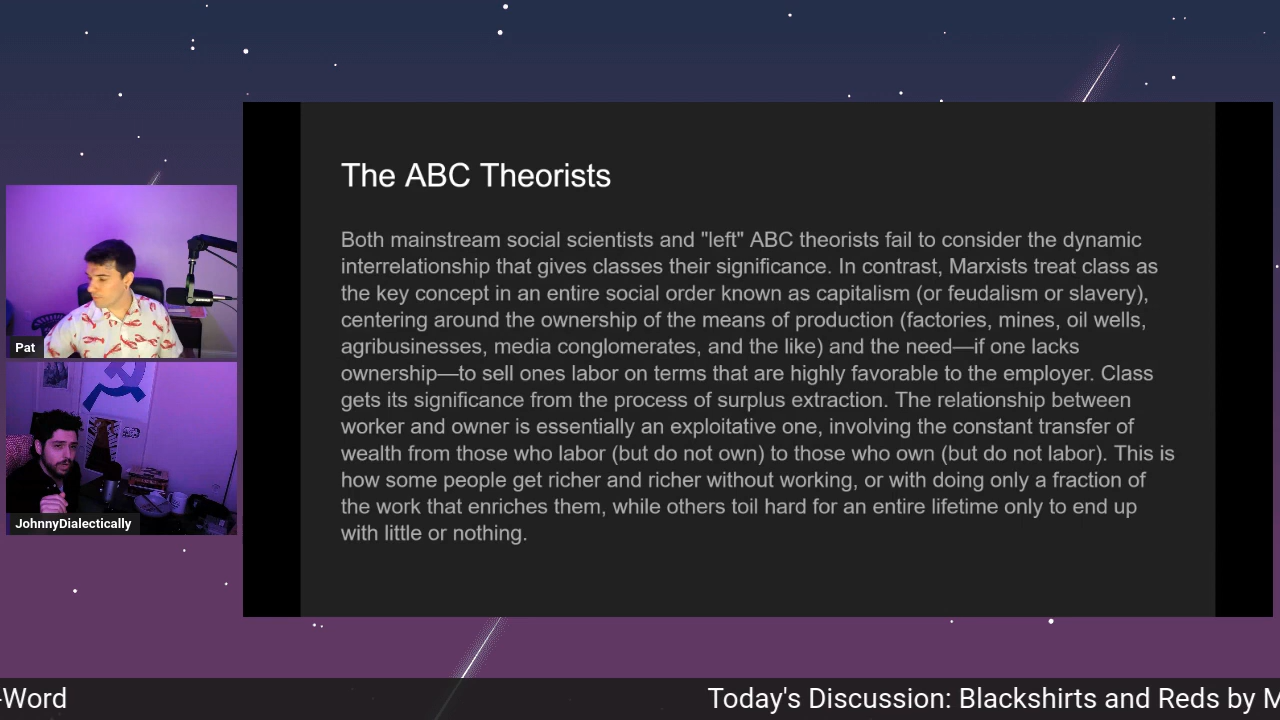 The ABC Theorists
Both mainstream social scientists and "left" ABC theorists fail to consider the dynamic
interrelationship that gives classes their significance. In contrast, Marxists treat class as
the key concept in an entire social order known as capitalism (or feudalism or slavery),
centering around the ownership of the means of production (factories, mines, oil wells,
agribusinesses, media conglomerates, and the like) and the need—if one lacks
ownership—to sell ones labor on terms that are highly favorable to the employer. Class
gets its significance from the process of surplus extraction. The relationship between
worker and owner is essentially an exploitative one, involving the constant transfer of
wealth from those who labor (but do not own) to those who own (but do not labor). This is
how some people get richer and richer without working, or with doing only a fraction of
the work that enriches them, while others toil hard for an entire lifetime only to end up
with little or nothing.
Pat
JohnnyDialectically
-Word Today's Discussion: Blackshirts and Reds by M